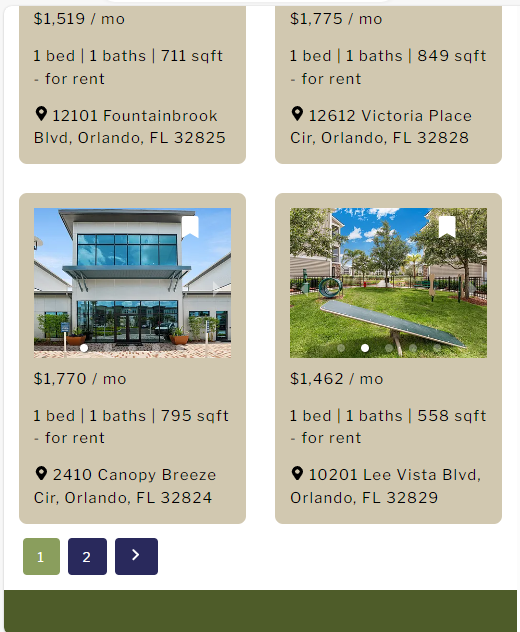 $1,519 / mo
1 bed | 1 baths | 711 sqft
- for rent
12101 Fountainbrook
Blvd, Orlando, FL 32825
$1,775 / mo
1 bed | 1 baths | 849 sqft
- for rent
12612 Victoria Place
Cir, Orlando, FL 32828
$1,770 / mo
1 bed | 1 baths | 795 sqft
- for rent
2410 Canopy Breeze
Cir, Orlando, FL 32824
$1,462 / mo
1 bed | 1 baths | 558 sqft
- for rent
10201 Lee Vista Blvd,
Orlando, FL 32829
1 2